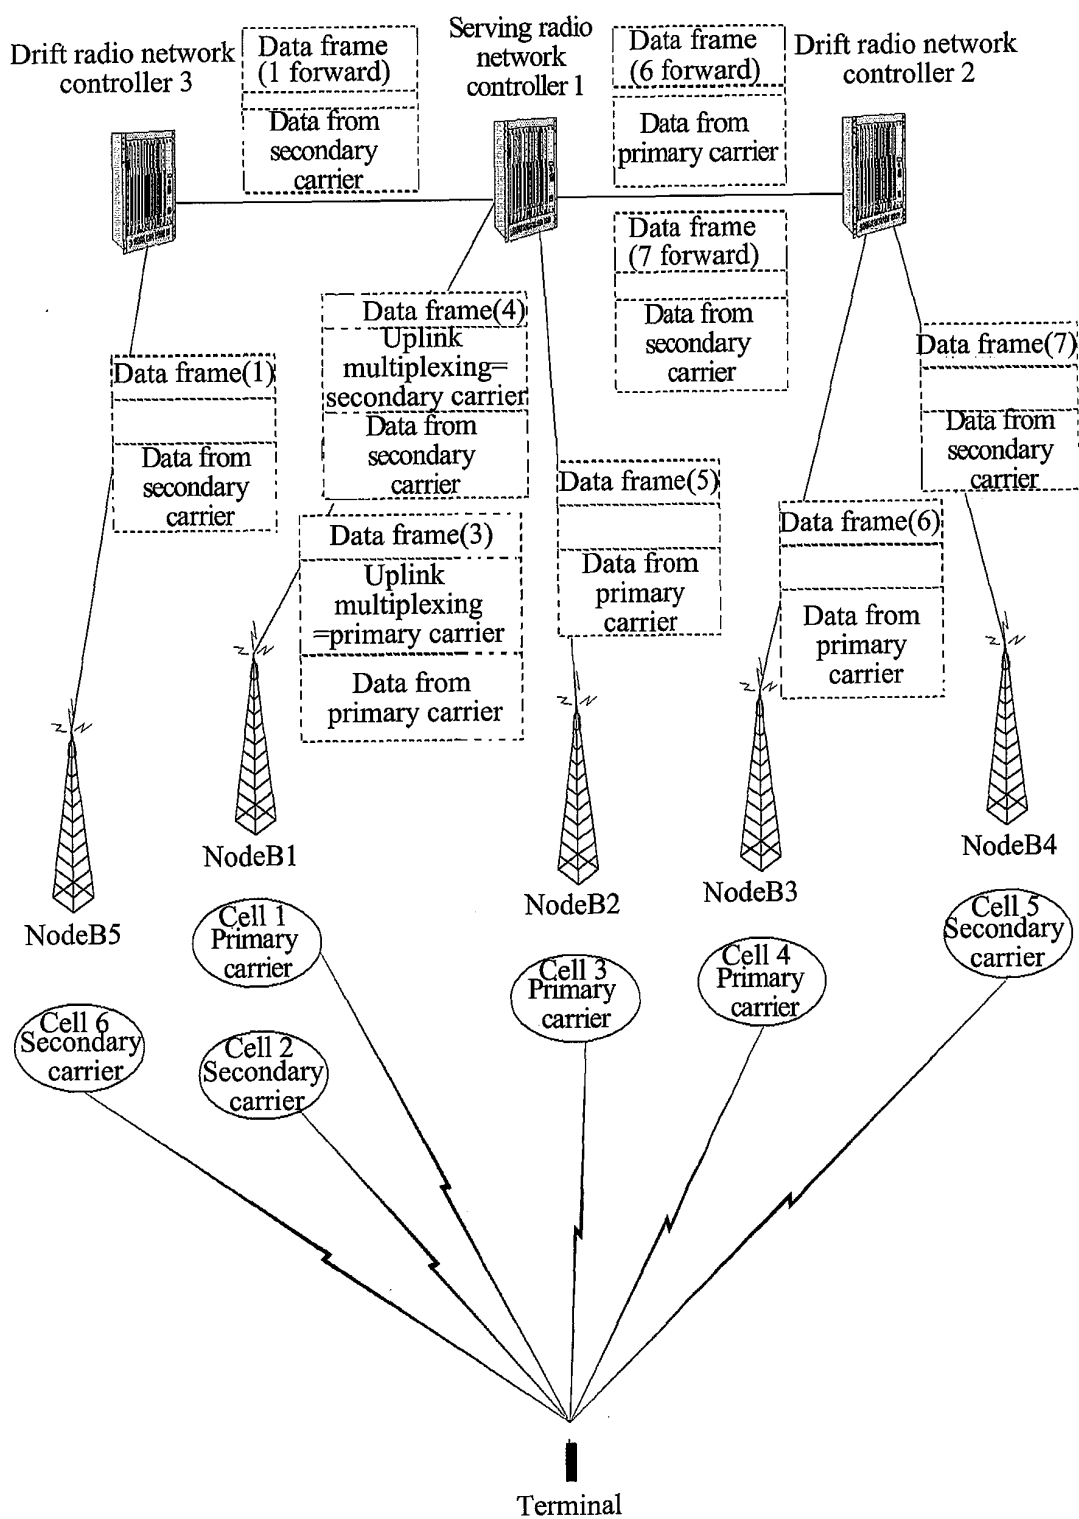 Drift radio network
controller 3
Data frame
(1 forward)
Data from
secondary
carrier
Serving radio
network
controller 1
Data frame
(6 forward)
Data from
primary carrier
Drift radio network
controller 2
Data frame
(7 forward)
Data from
secondary
carrier
Data frame(4)
Uplink
multiplexing=
secondary carrier
Data from
secondary
carrier
Data frame(1)
Data from
secondary
carrier
Data frame(3)
Uplink
multiplexing
=primary carrier
Data from
primary carrier
Data frame(5)
Data from
primary
carrier
Data frame(6)
Data from
primary
carrier
Data frame(7)
Data from
secondary
carrier
NodeB5
NodeB1
NodeB2
NodeB3
NodeB4
Cell 6
Secondary
carrier
Cell 1
Primary
carrier
Cell 2
Secondary
carrier
Cell 3
Primary
carrier
Cell 4
Primary
carrier
Cell 5
Secondary
carrier
Terminal